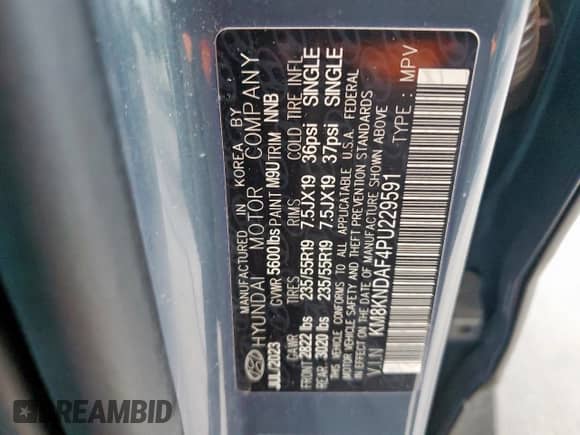 MANUFACTURED IN KOREA BY
HYUNDAI MOTOR COMPANY
JUL/2023 GVWR 5600 lbs PAINT M9U TRIM NNB
GAWR TIRES RIMS COLD TIRE INFL
FRONT 2822 lbs 235/55R19 7.5JX19 36psi SINGLE
REAR 3020 lbs 235/55R19 7.5JX19 37psi SINGLE
THIS VEHICLE CONFORMS TO ALL APPLICABLE U.S.A. FEDERAL
MOTOR VEHICLE SAFETY AND THEFT PREVENTION STANDARDS
IN EFFECT ON THE DATE OF MANUFACTURE SHOWN ABOVE
V.I.N KM8KNDAF4PU229591 TYPE : MPV
DREAMBID